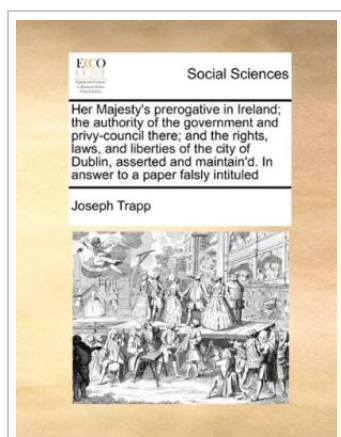 ECCO
Social Sciences
Her Majesty's prerogative in Ireland;
the authority of the government and
privy-council there; and the rights,
laws, and liberties of the city of
Dublin, asserted and maintain'd. In
answer to a paper falsly intituled
Joseph Trapp